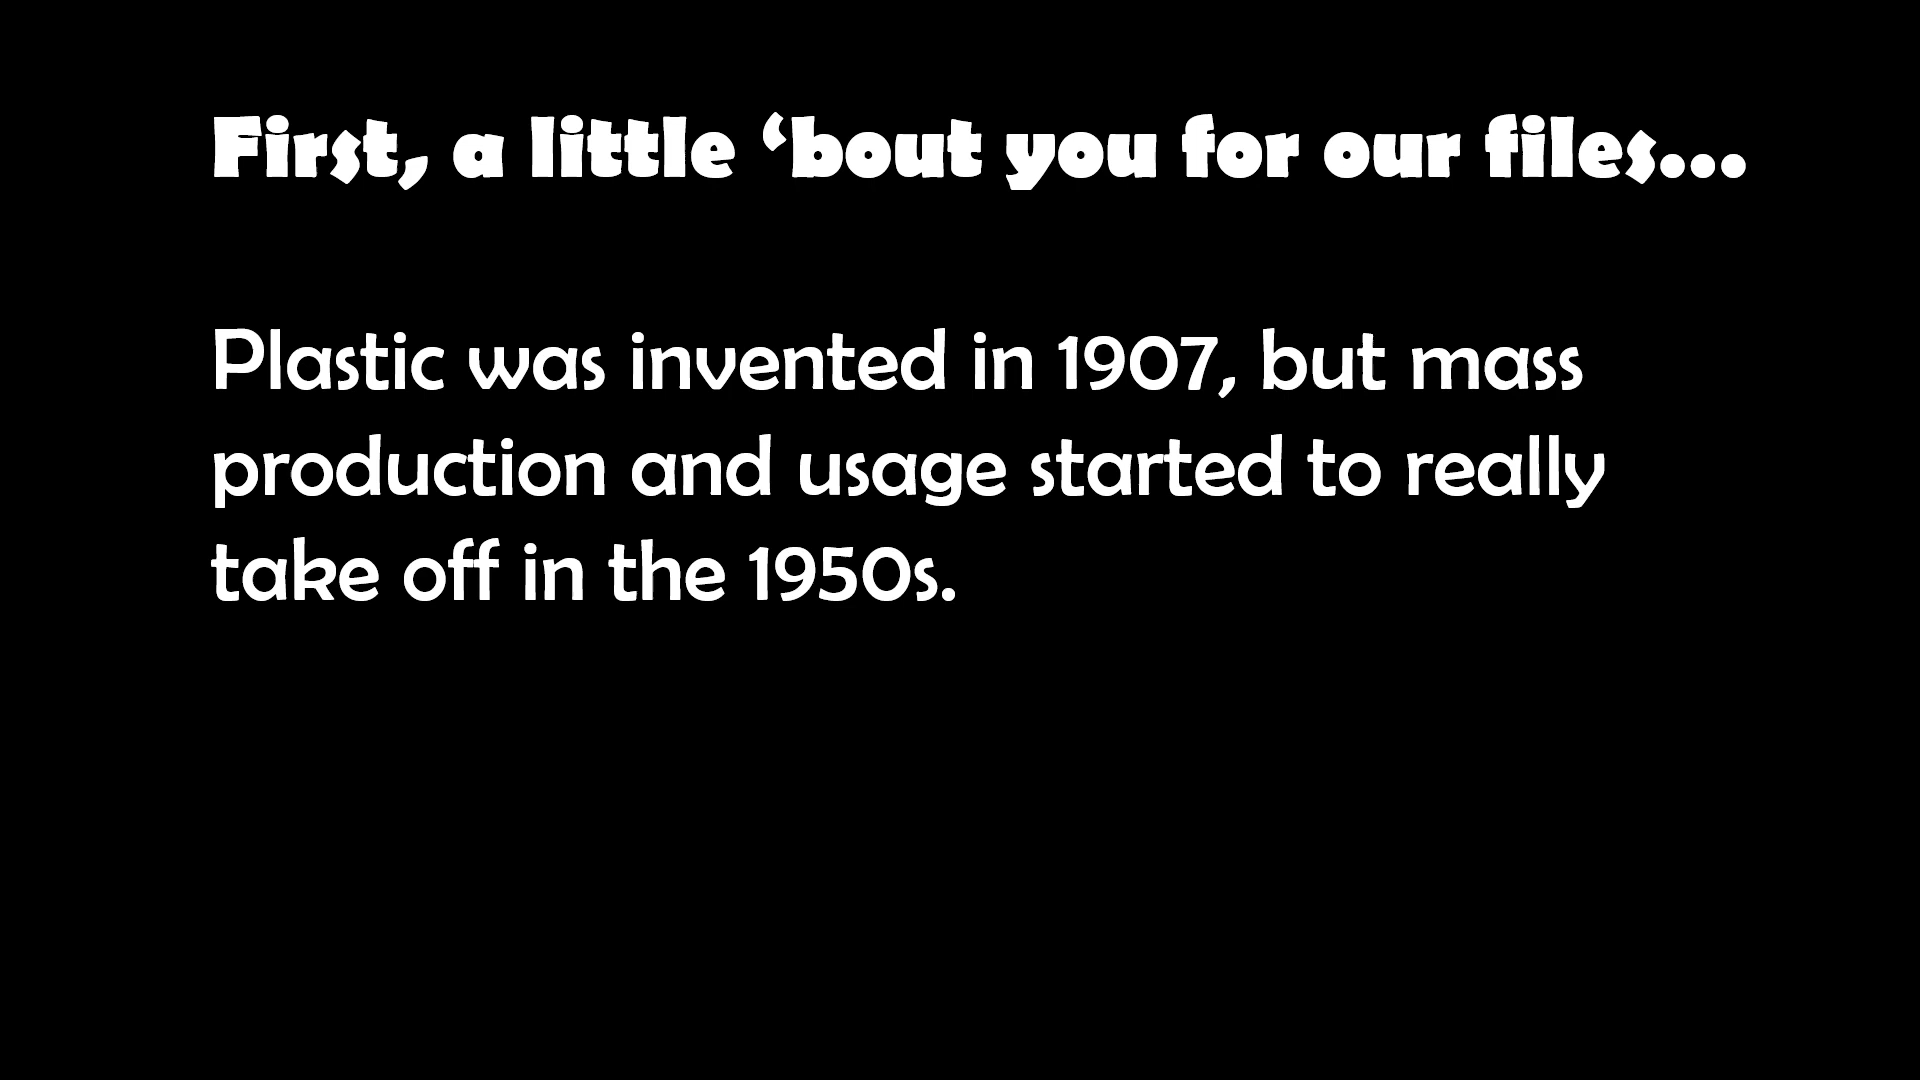 First, a little ‘bout you for our files...
Plastic was invented in 1907, but mass
production and usage started to really
take off in the 1950s.